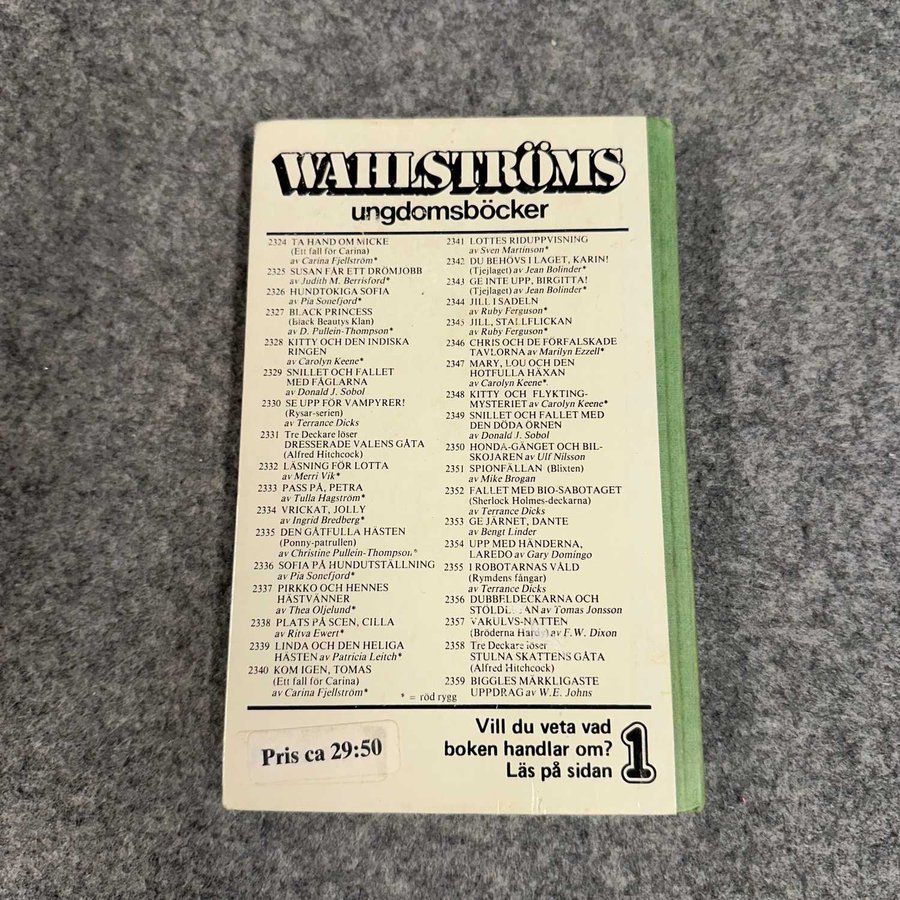 WAHLSTRÖMS
ungdomsböcker
2324 TA HAND OM MICKE
(Ett fall för Carina)
av Carina Fjellström*
2325 SUSAN FÅR ETT DRÖMJOBB
av Judith M. Berrisford*
2326 HUNDTOKIGA SOFIA
av Pia Sonefjord*
2327 BLACK PRINCESS
(Black Beautys Klan)
av D. Pullein-Thompson*
2328 KITTY OCH DEN INDISKA
RINGEN
av Carolyn Keene*
2329 SNILLET OCH FALLET
MED FÅGLARNA
av Donald J. Sobol
2330 SE UPP FÖR VAMPYRER!
(Rysar-serien)
av Terrance Dicks
2331 Tre Deckare löser
DRESSERADE VALENS GÅTA
(Alfred Hitchcock)
2332 LÄSNING FÖR LOTTA
av Merri Vik*
2333 PASS PÅ, PETRA
av Tulla Hagström*
2334 VRICKAT, JOLLY
av Ingrid Bredberg*
2335 DEN GÅTFULLA HÄSTEN
(Ponny-patrullen)
av Christine Pullein-Thompson*
2336 SOFIA PÅ HUNDUTSTÄLLNING
av Pia Sonefjord*
2337 PIRKKO OCH HENNES
HÄSTVÄNNER
av Thea Oljelund*
2338 PLATS PÅ SCEN, CILLA
av Ritva Ewert*
2339 LINDA OCH DEN HELIGA
HÄSTEN av Patricia Leitch*
2340 KOM IGEN, TOMAS
(Ett fall för Carina)
av Carina Fjellström*
2341 LOTTES RIDUPPVISNING
av Sven Martinson*
2342 DU BEHÖVS I LAGET, KARIN!
(Tjejlaget) av Jean Bolinder*
2343 GE INTE UPP, BIRGITTA!
(Tjejlaget) av Jean Bolinder*
2344 JILL I SADELN
av Ruby Ferguson*
2345 JILL, STALLFLICKAN
av Ruby Ferguson*
2346 CHRIS OCH DE FÖRFALSKADE
TAVLORNA av Marilyn Ezzell*
2347 MARY, LOU OCH DEN
HOTFULLA HÄXAN
av Carolyn Keene*
2348 KITTY OCH FLYKTING-
MYSTERIET av Carolyn Keene*
2349 SNILLET OCH FALLET MED
DEN DÖDA ÖRNEN
av Donald J. Sobol
2350 HONDA-GÄNGET OCH BIL-
SKOJAREN av Ulf Nilsson
2351 SPIONFÄLLAN (Blixten)
av Mike Brogan
2352 FALLET MED BIO-SABOTAGET
(Sherlock Holmes-deckarna)
av Terrance Dicks
2353 GE JÄRNET, DANTE
av Bengt Linder
2354 UPP MED HÄNDERNA,
LAREDO av Gary Domingo
2355 I ROBOTARNAS VÅLD
(Rymdens fångar)
av Terrance Dicks
2356 DUBBELDECKARNA OCH
av Tomas Jonsson
2357 VARULVS-NATTEN
(Bröderna Hardy) av F.W. Dixon
2358 Tre Deckare löser
STULNA SKATTENS GÅTA
(Alfred Hitchcock)
2359 BIGGLES MÄRKLIGASTE
UPPDRAG av W.E. Johns
* = röd rygg
Pris ca 29:50
Vill du veta vad
boken handlar om?
Läs på sidan 1